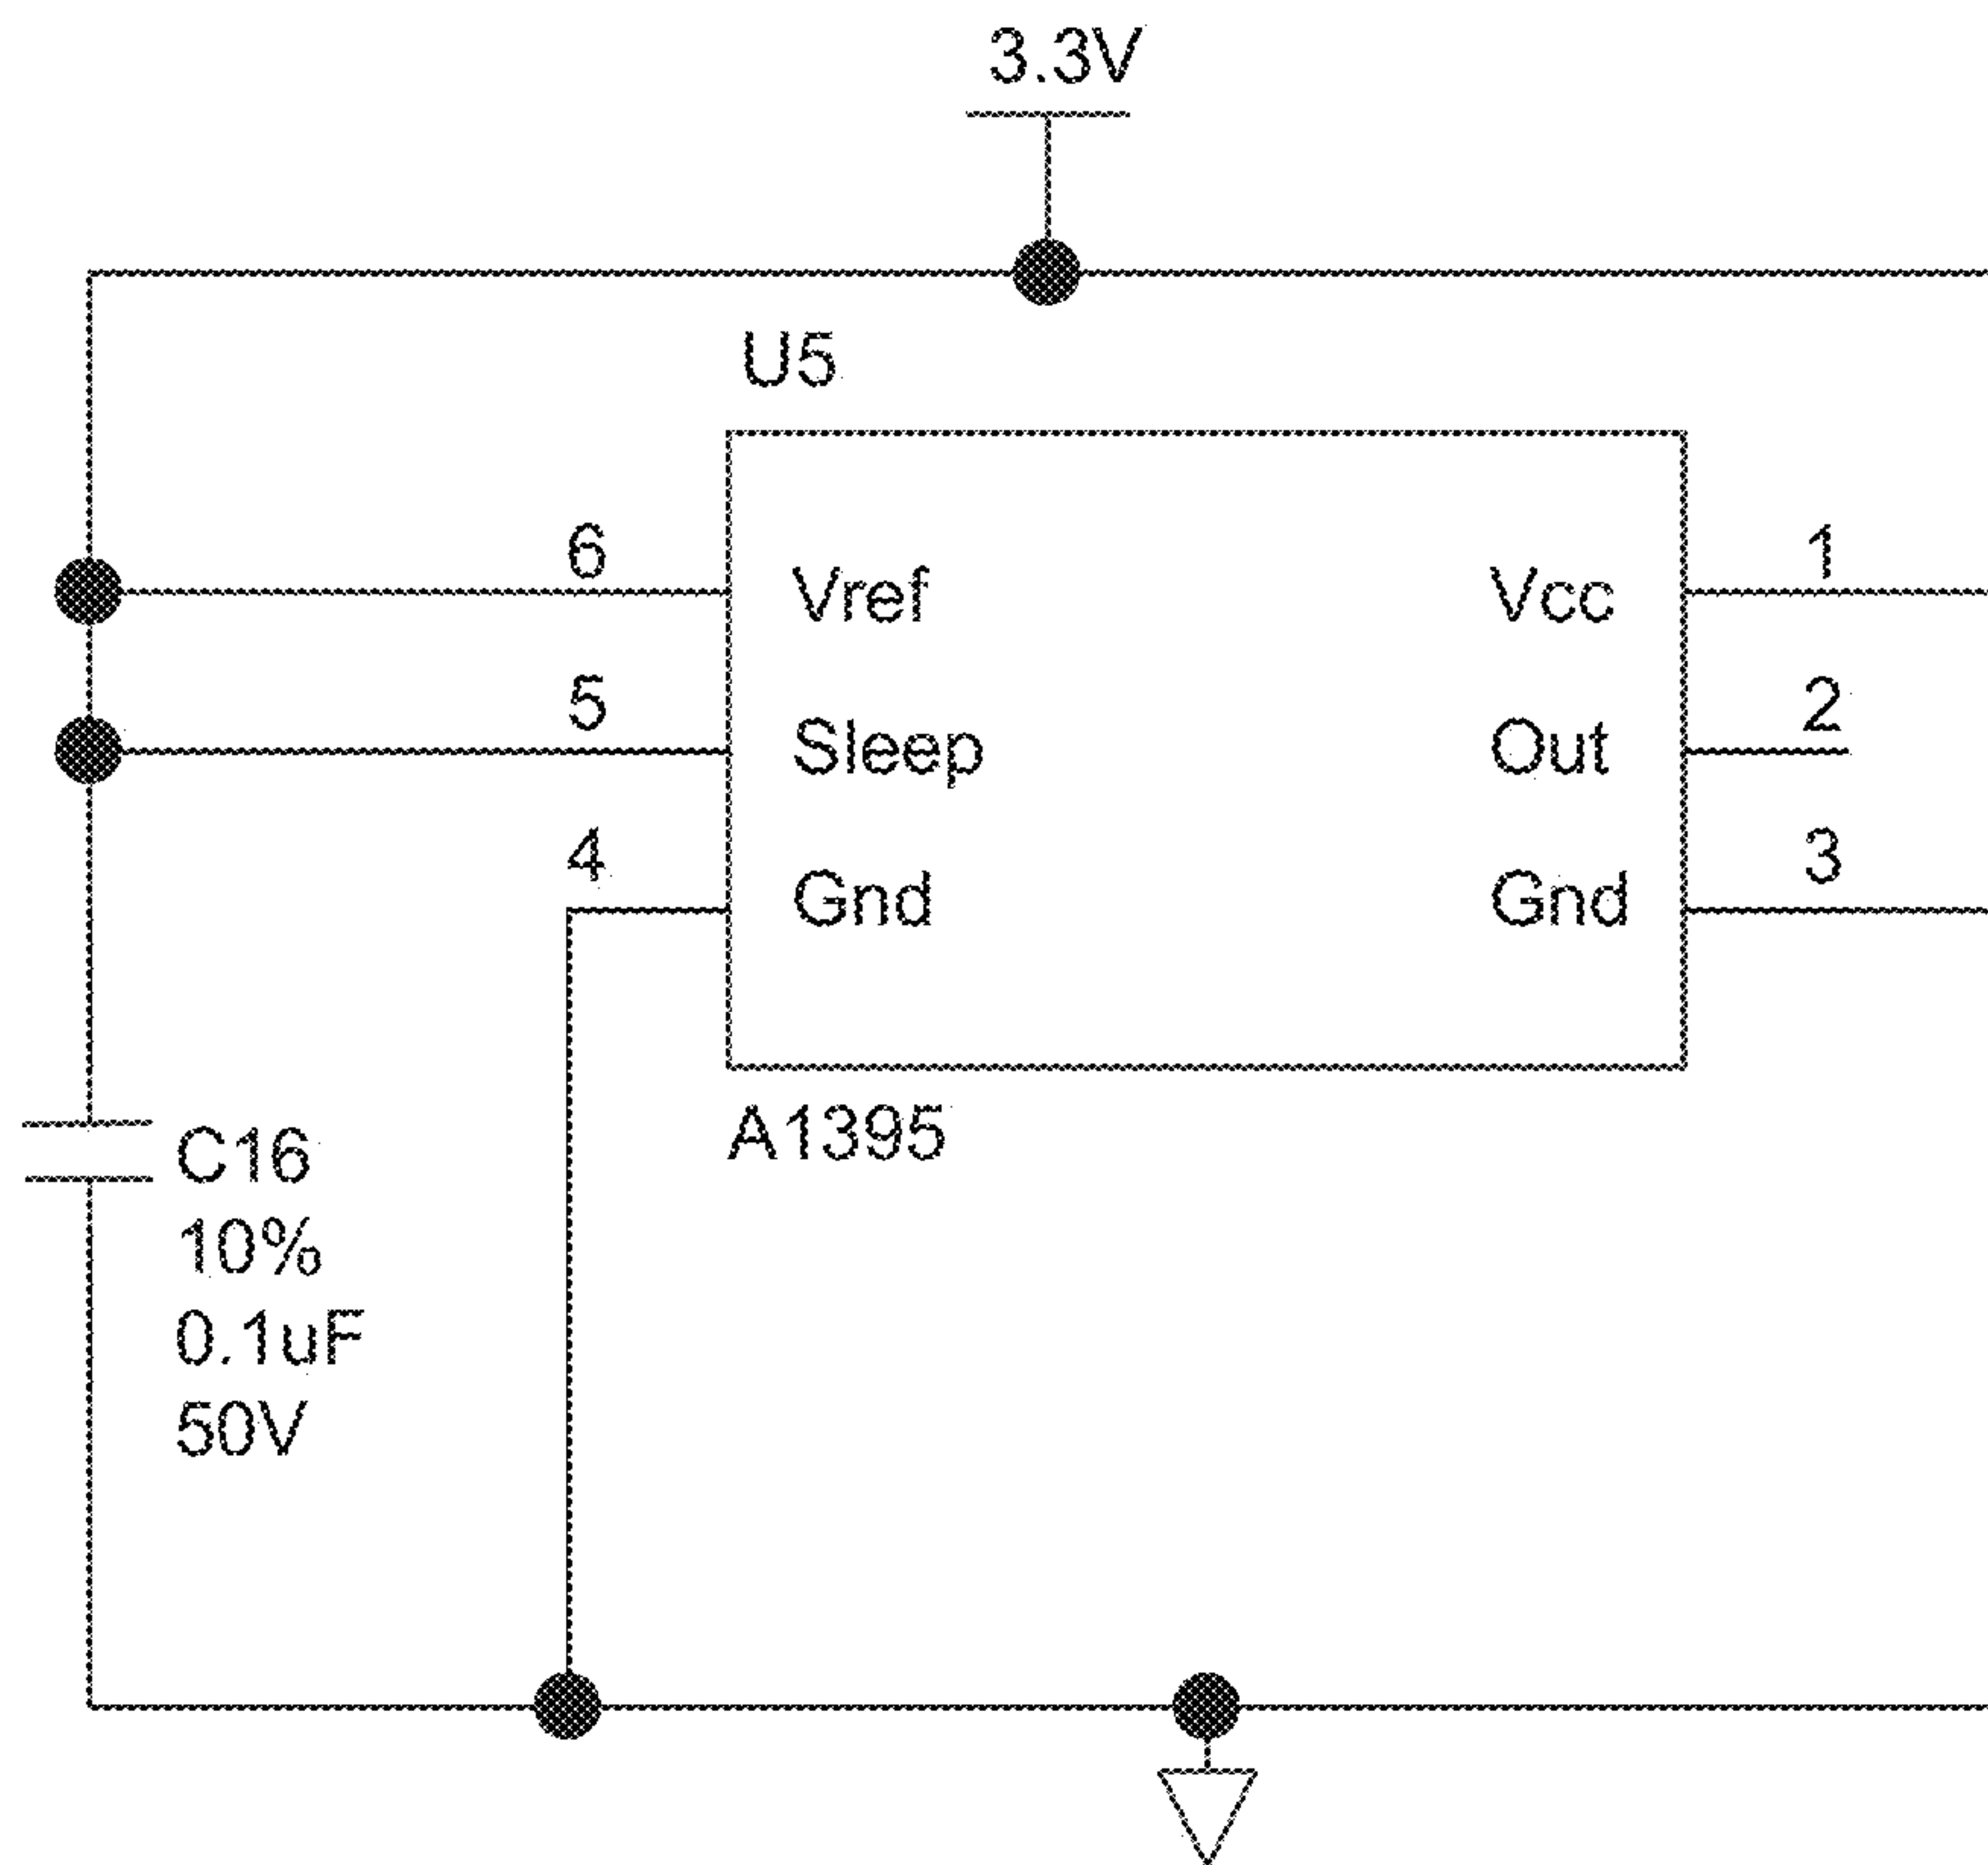 3.3V
U5
6
Vref
Vcc
1
5
Sleep
Out
2
4
Gnd
Gnd
3
A1395
C16
10%
0.1uF
50V